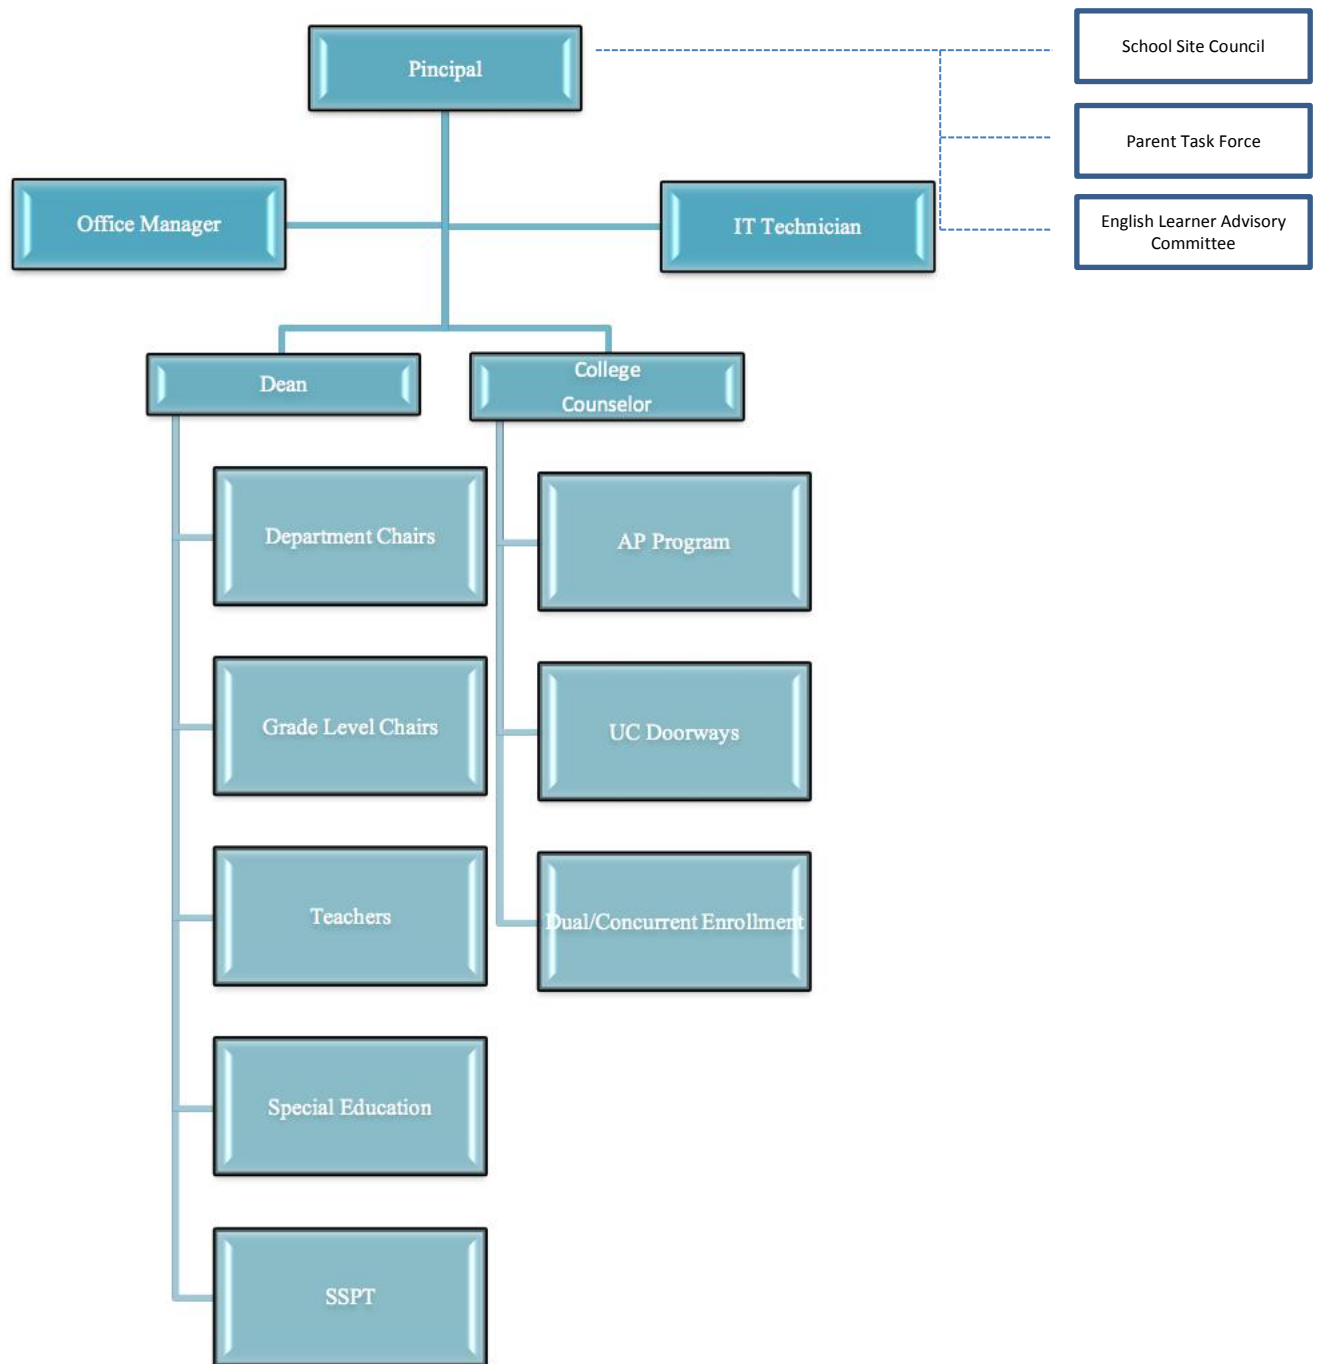 Pincipal
School Site Council
Parent Task Force
English Learner Advisory
Committee
Office Manager
IT Technician
Dean
College
Counselor
Department Chairs
AP Program
Grade Level Chairs
UC Doorways
Teachers
Dual/Concurrent Enrollment
Special Education
SSPT